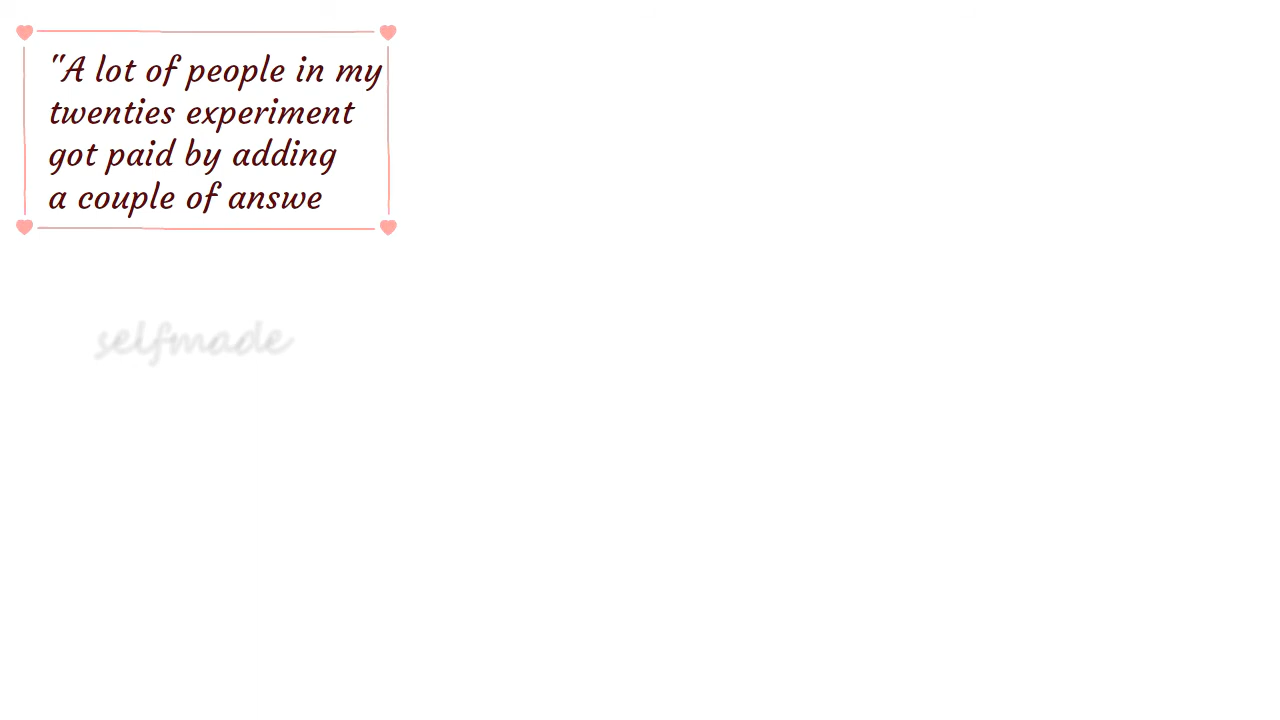 "A lot of people in my
twenties experiment
got paid by adding
a couple of answe
selfmade